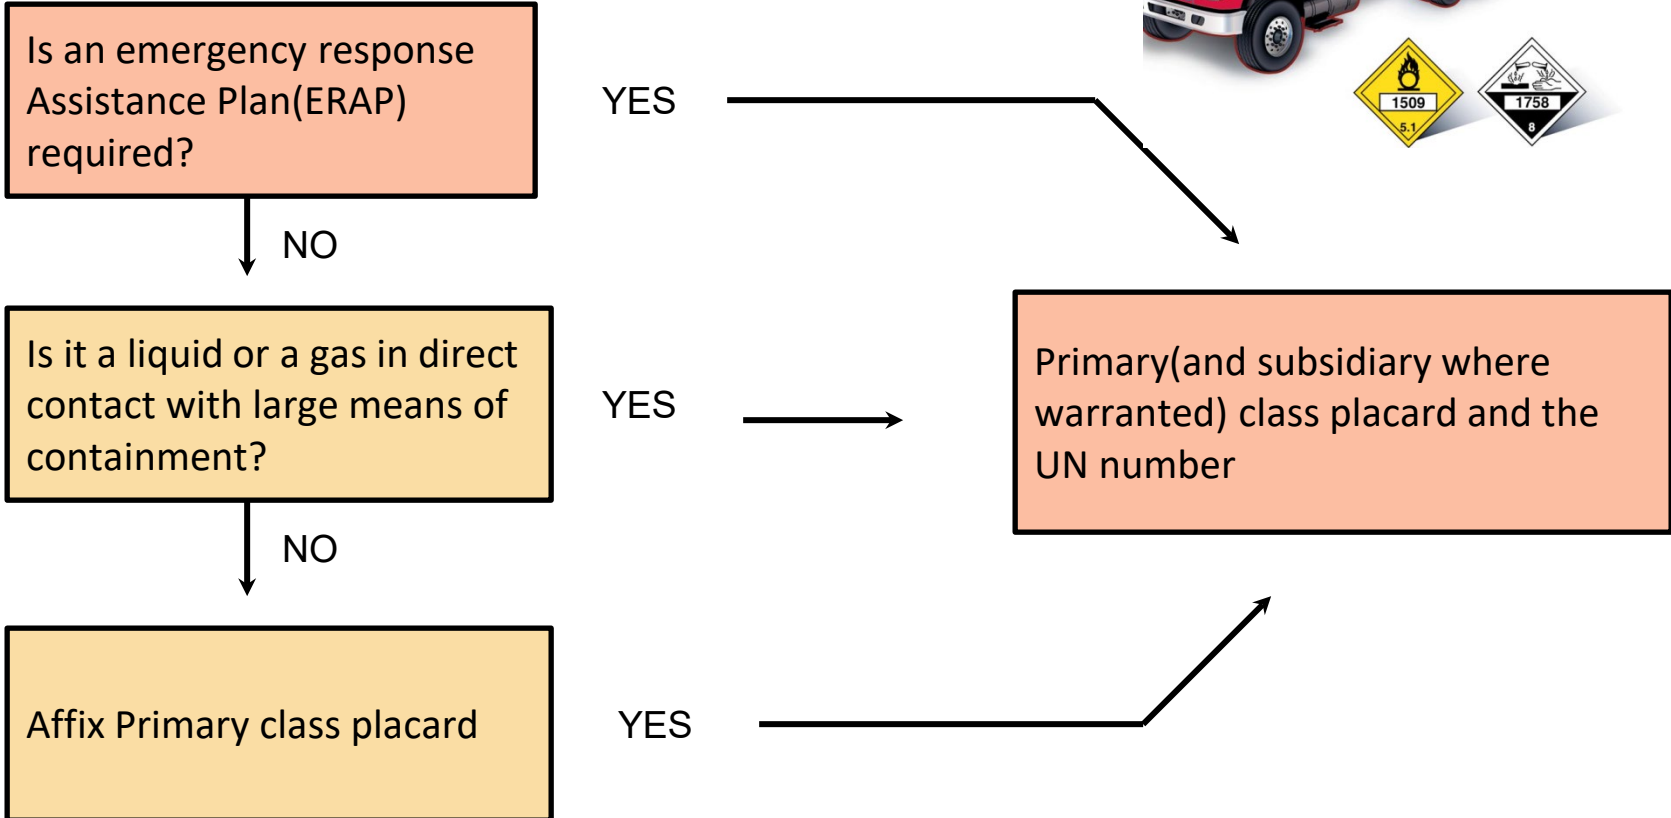 Is an emergency response
Assistance Plan(ERAP)
required?
YES
1509
5.1
1758
8
NO
Is it a liquid or a gas in direct
contact with large means of
containment?
YES
Primary(and subsidiary where
warranted) class placard and the
UN number
NO
Affix Primary class placard
YES